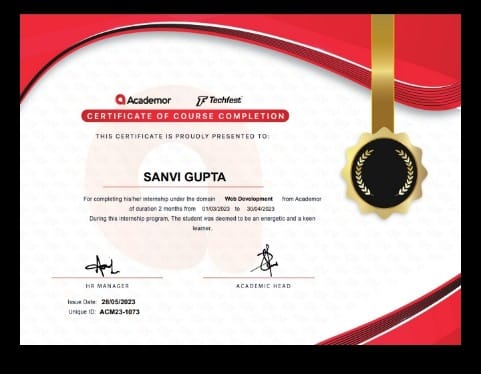 Academor Techfest
CERTIFICATE OF COURSE COMPLETION
THIS CERTIFICATE IS PROUDLY PRESENTED TO:
SANVI GUPTA
For completing his/her internship under the domain Web Development from Academor
of duration 2 months from 01/03/2023 to 30/04/2023
During this internship program, The student was deemed to be an energetic and a keen
learner.
HR MANAGER ACADEMIC HEAD
Issue Date: 28/05/2023
Unique ID: ACM23-1073